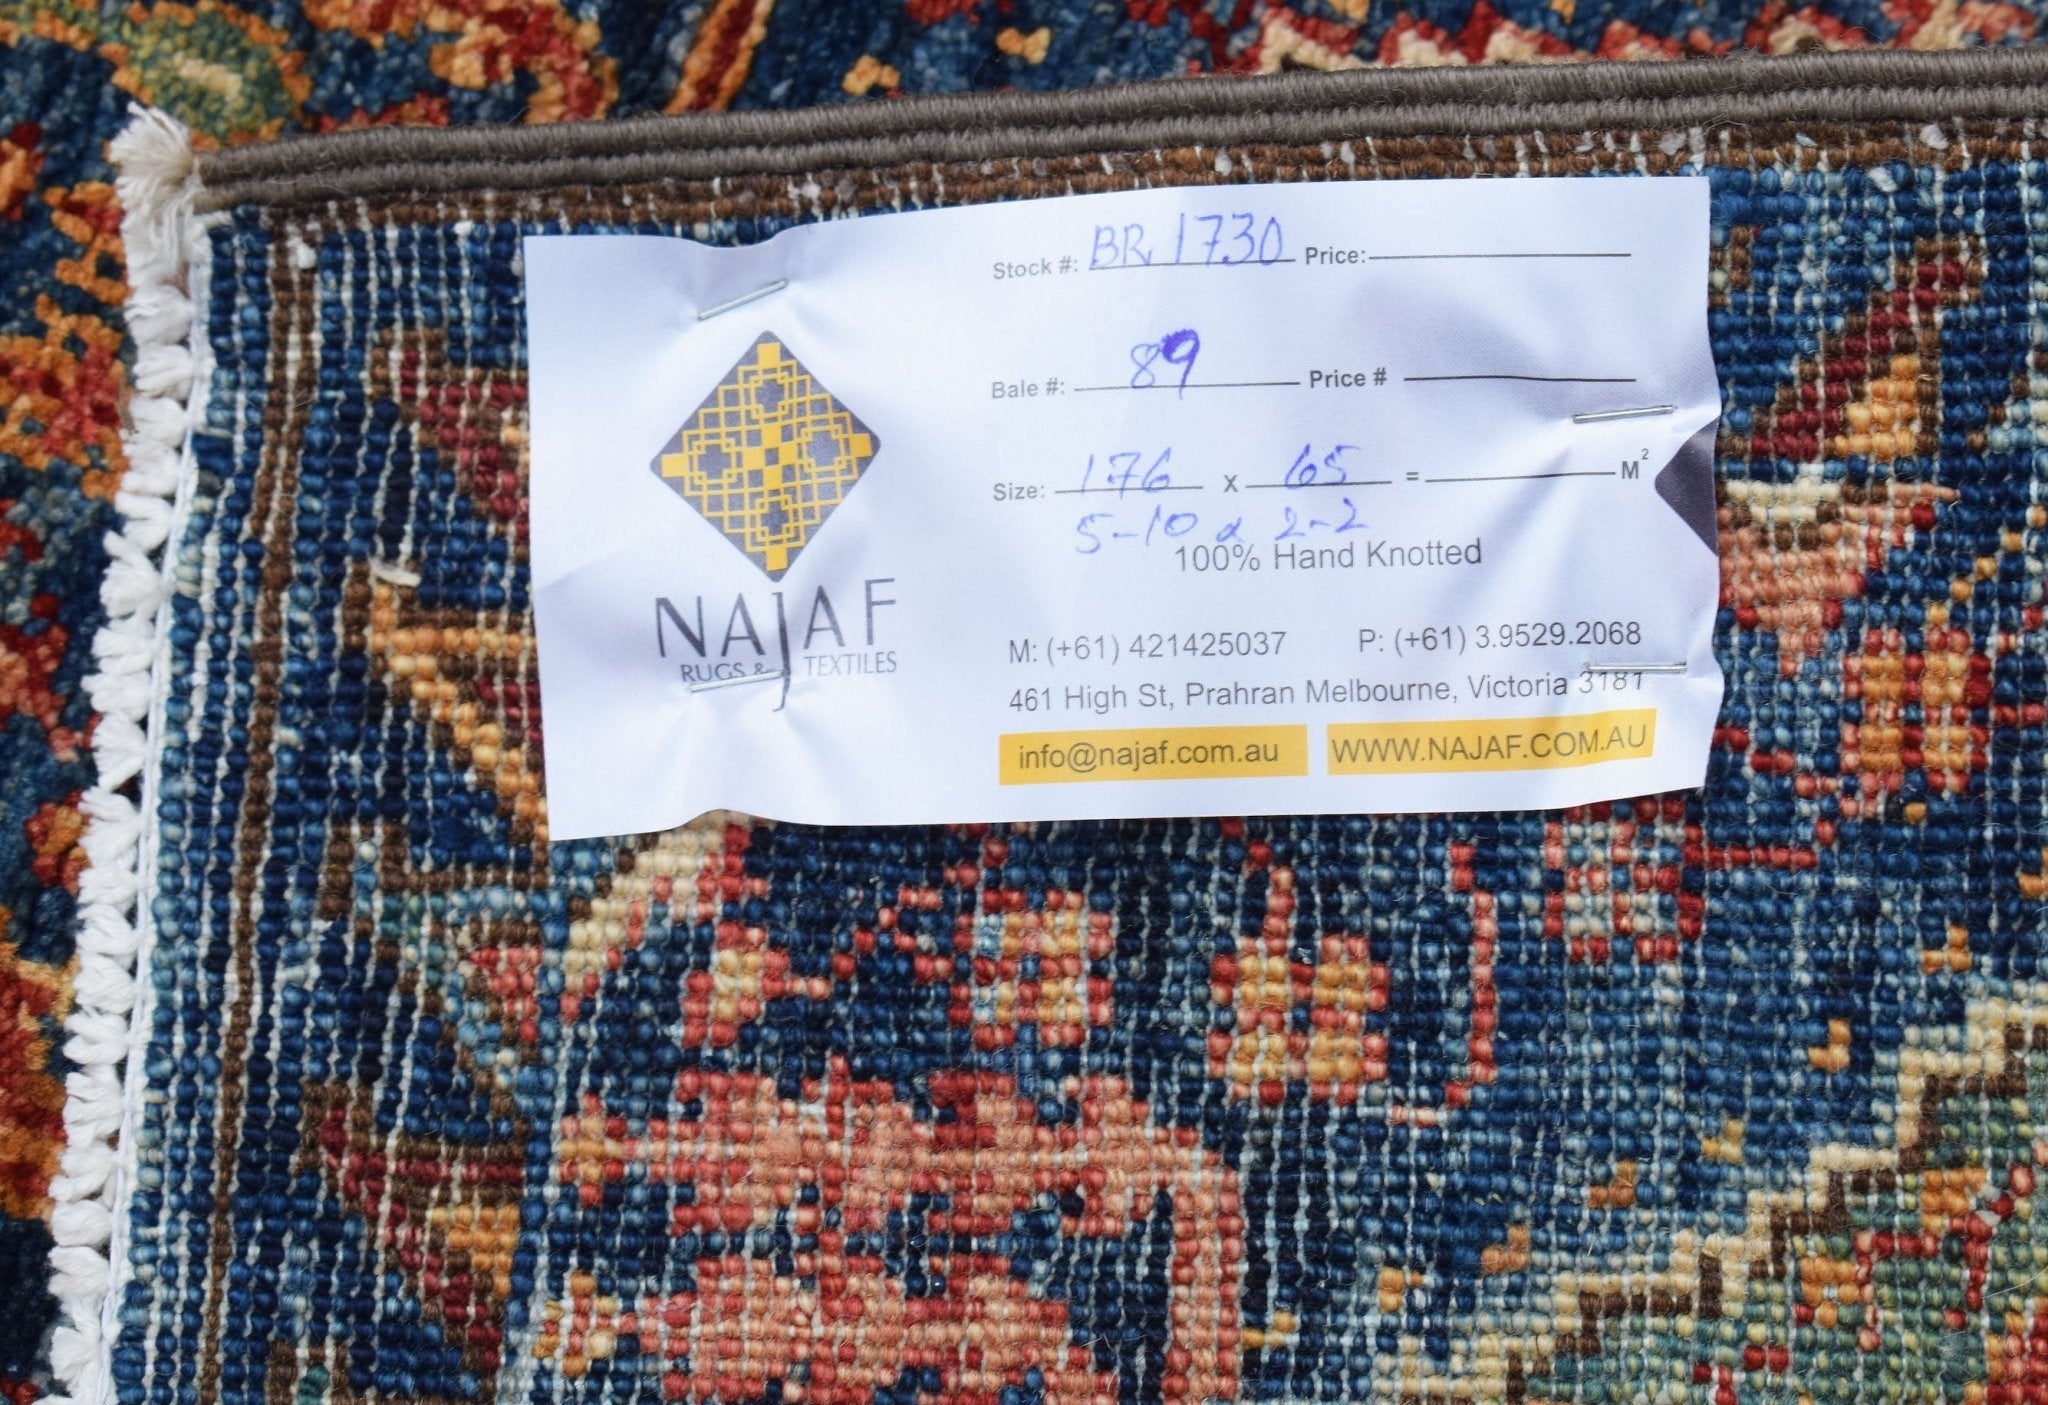 Stock #: BR 1730 Price:
Bale #: 89 Price #
Size: 176 x 65 = M²
5-10 x 2-2
100% Hand Knotted
NAJAF
RUGS & TEXTILES
M: (+61) 421425037 P: (+61) 3.9529.2068
461 High St, Prahran Melbourne, Victoria 3181
info@najaf.com.au WWW.NAJAF.COM.AU